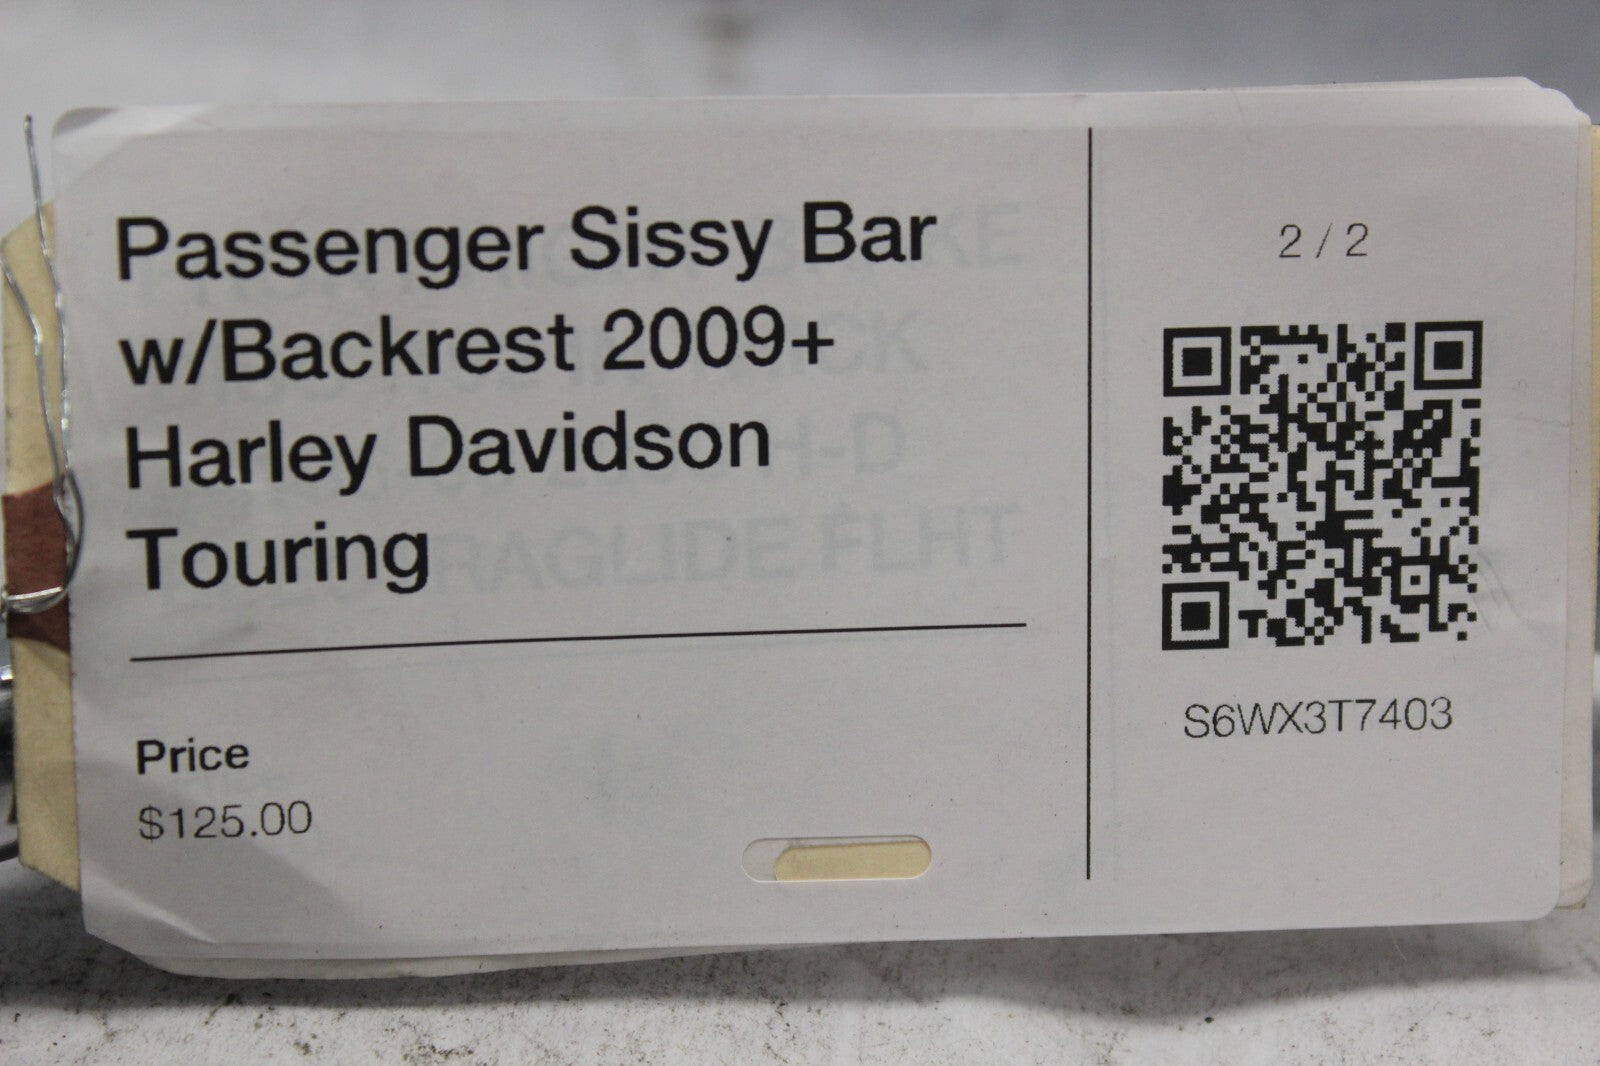 Passenger Sissy Bar
w/Backrest 2009+
Harley Davidson
Touring
Price
$125.00
2 / 2
S6WX3T7403